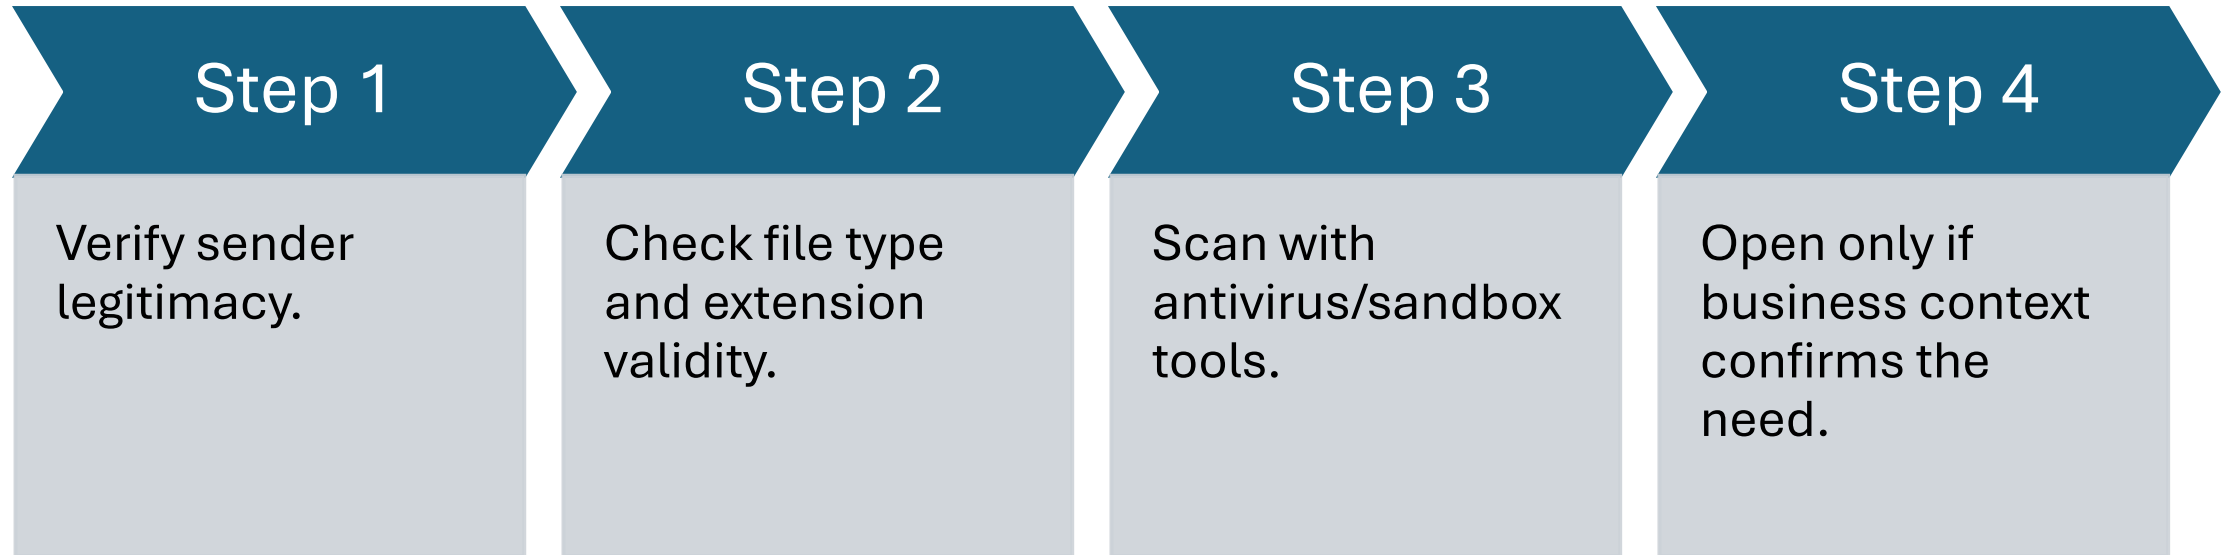 Step 1
Verify sender
legitimacy.
Step 2
Check file type
and extension
validity.
Step 3
Scan with
antivirus/sandbox
tools.
Step 4
Open only if
business context
confirms the
need.